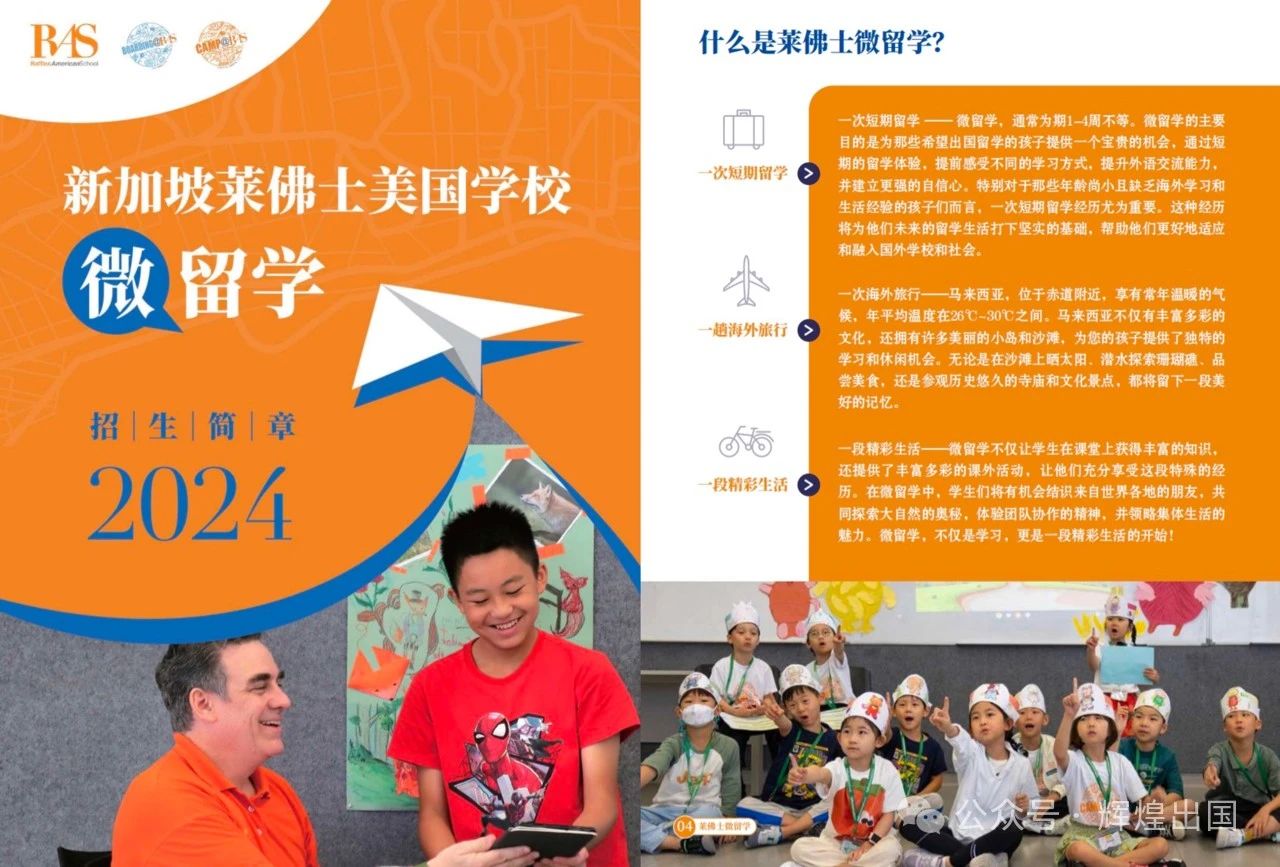 RAS
Raffles American School
BOARDING@RAS
CAMP@RAS
新加坡莱佛士美国学校
微留学
招|生|简|章
2024
什么是莱佛士微留学?
一次短期留学
一次短期留学 —— 微留学，通常为期1-4周不等。微留学的主要
目的是为那些希望出国留学的孩子提供一个宝贵的机会，通过短
期的留学体验，提前感受不同的学习方式，提升外语交流能力，
并建立更强的自信心。特别对于那些年龄尚小且缺乏海外学习和
生活经验的孩子们而言，一次短期留学经历尤为重要。这种经历
将为他们未来的留学生活打下坚实的基础，帮助他们更好地适应
和融入国外学校和社会。
一趟海外旅行
一次海外旅行——马来西亚，位于赤道附近，享有常年温暖的气
候，年平均温度在26℃~30℃之间。马来西亚不仅有丰富多彩的
文化，还拥有许多美丽的小岛和沙滩，为您的孩子提供了独特的
学习和休闲机会。无论是在沙滩上晒太阳、潜水探索珊瑚礁、品
尝美食，还是参观历史悠久的寺庙和文化景点，都将留下一段美
好的记忆。
一段精彩生活
一段精彩生活——微留学不仅让学生在课堂上获得丰富的知识，
还提供了丰富多彩的课外活动，让他们充分享受这段特殊的经
历。在微留学中，学生们将有机会结识来自世界各地的朋友，共
同探索大自然的奥秘，体验团队协作的精神，并领略集体生活的
魅力。微留学，不仅是学习，更是一段精彩生活的开始！
04 莱佛士微留学
公众号·辉煌出国